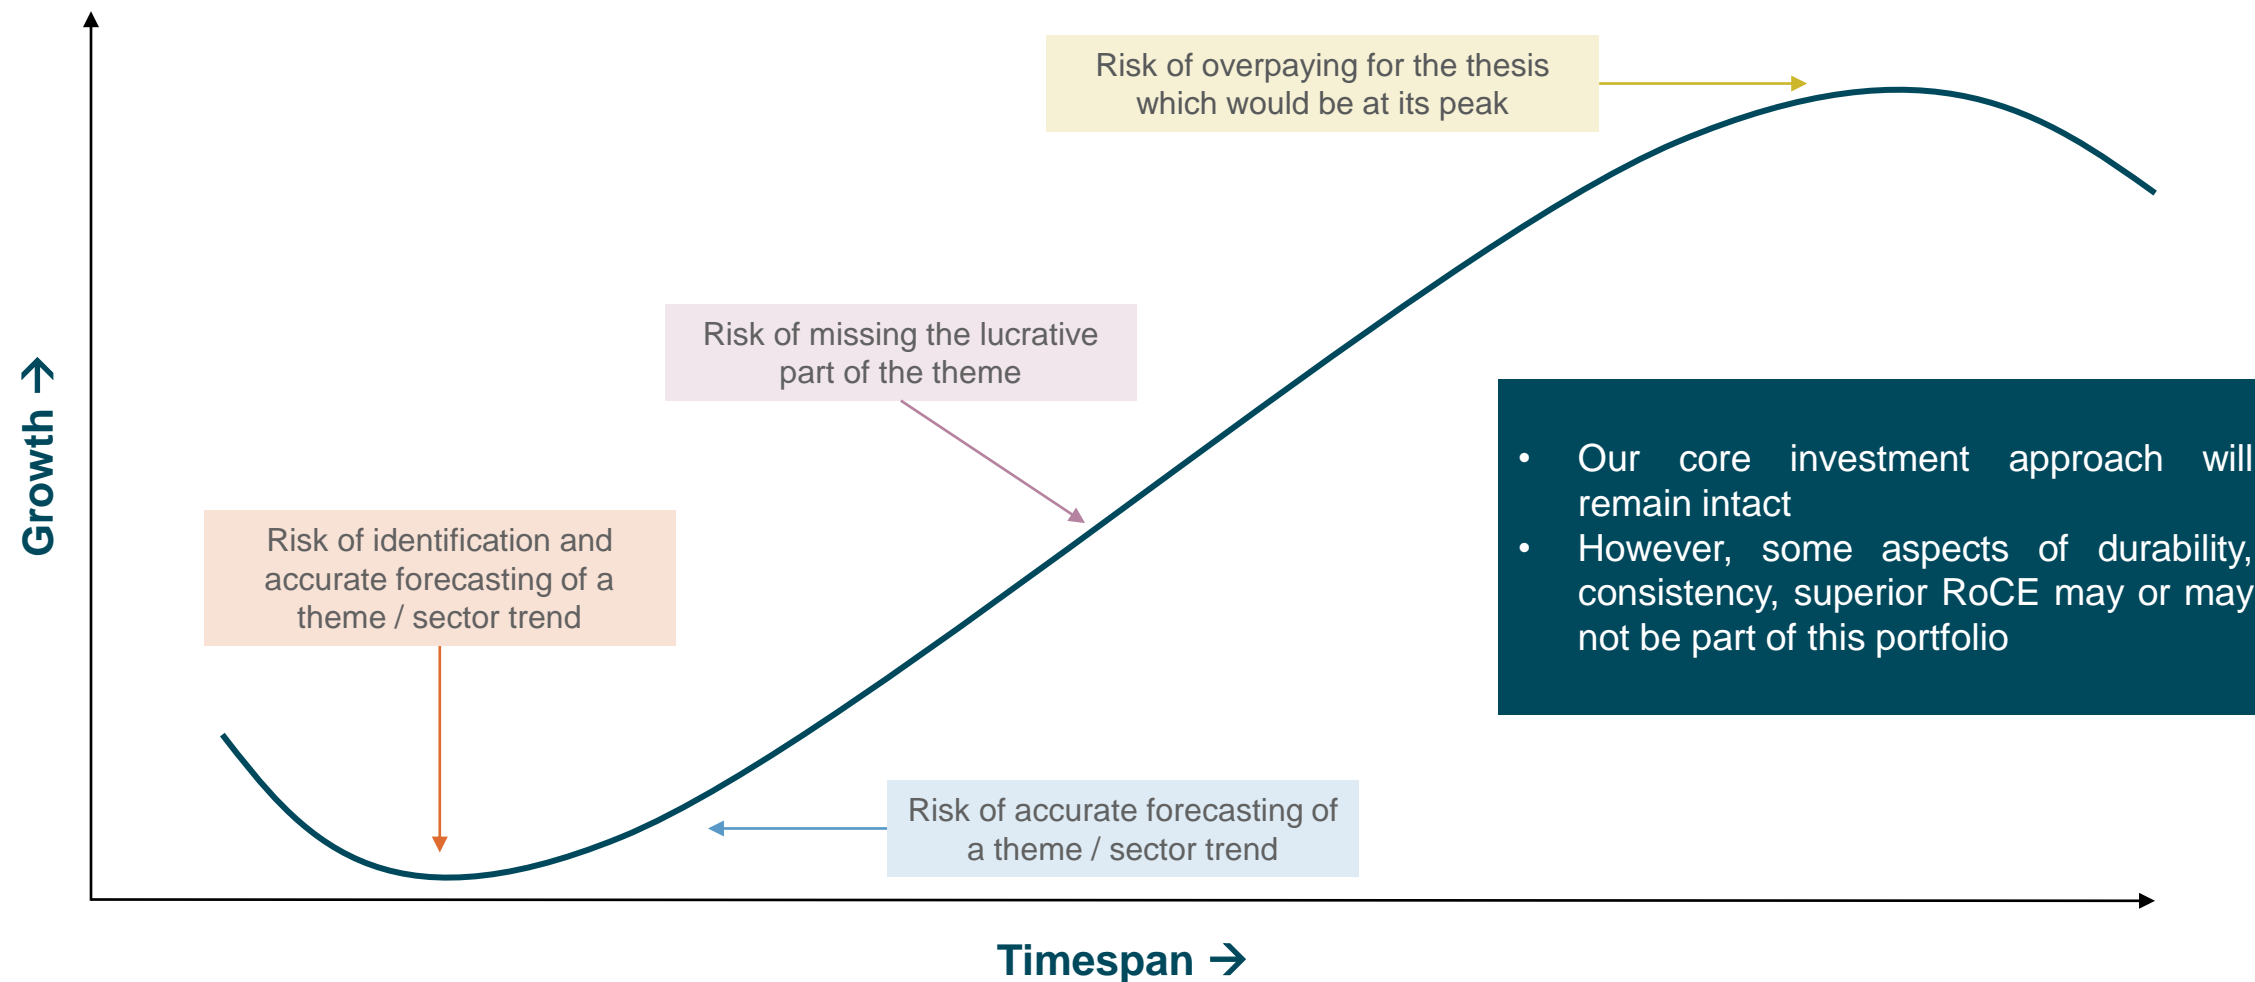 Risk of overpaying for the thesis
which would be at its peak
Risk of missing the lucrative
part of the theme
Growth →
Risk of identification and
accurate forecasting of a
theme / sector trend
• Our core investment approach will
remain intact
• However, some aspects of durability,
consistency, superior RoCE may or may
not be part of this portfolio
Risk of accurate forecasting of
a theme / sector trend
Timespan →